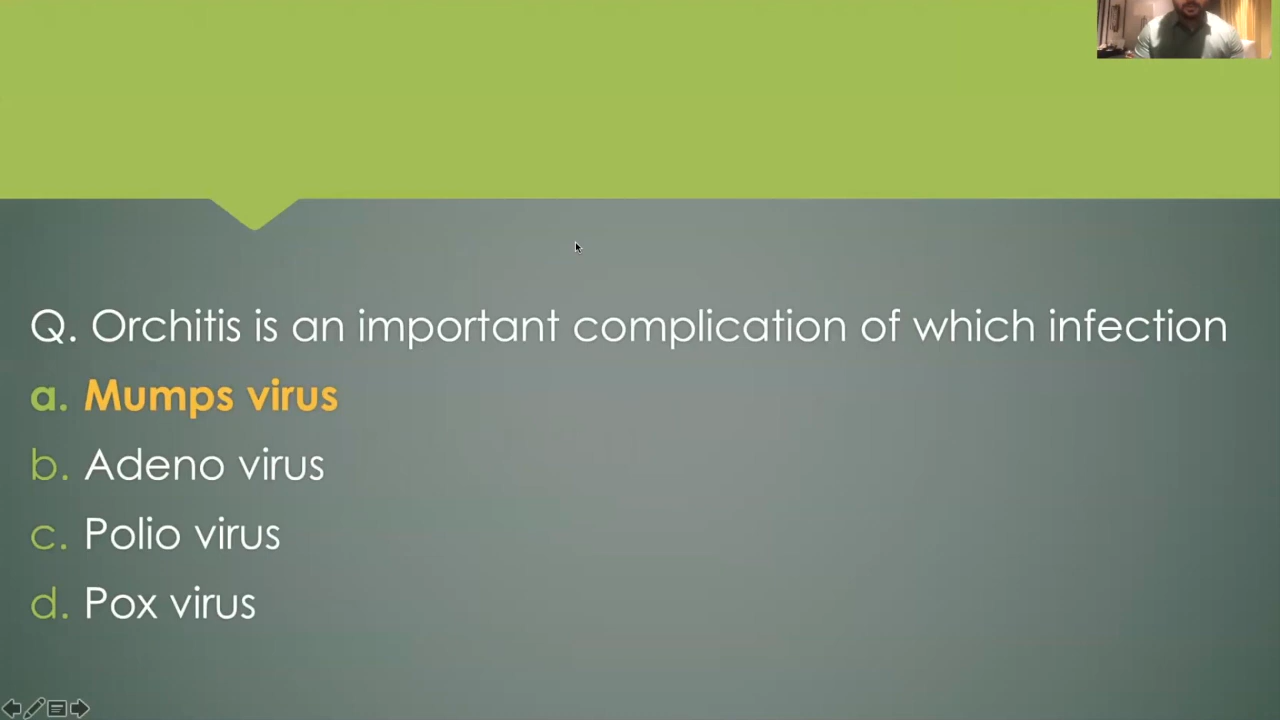 Q. Orchitis is an important complication of which infection
a. Mumps virus
b. Adeno virus
c. Polio virus
d. Pox virus